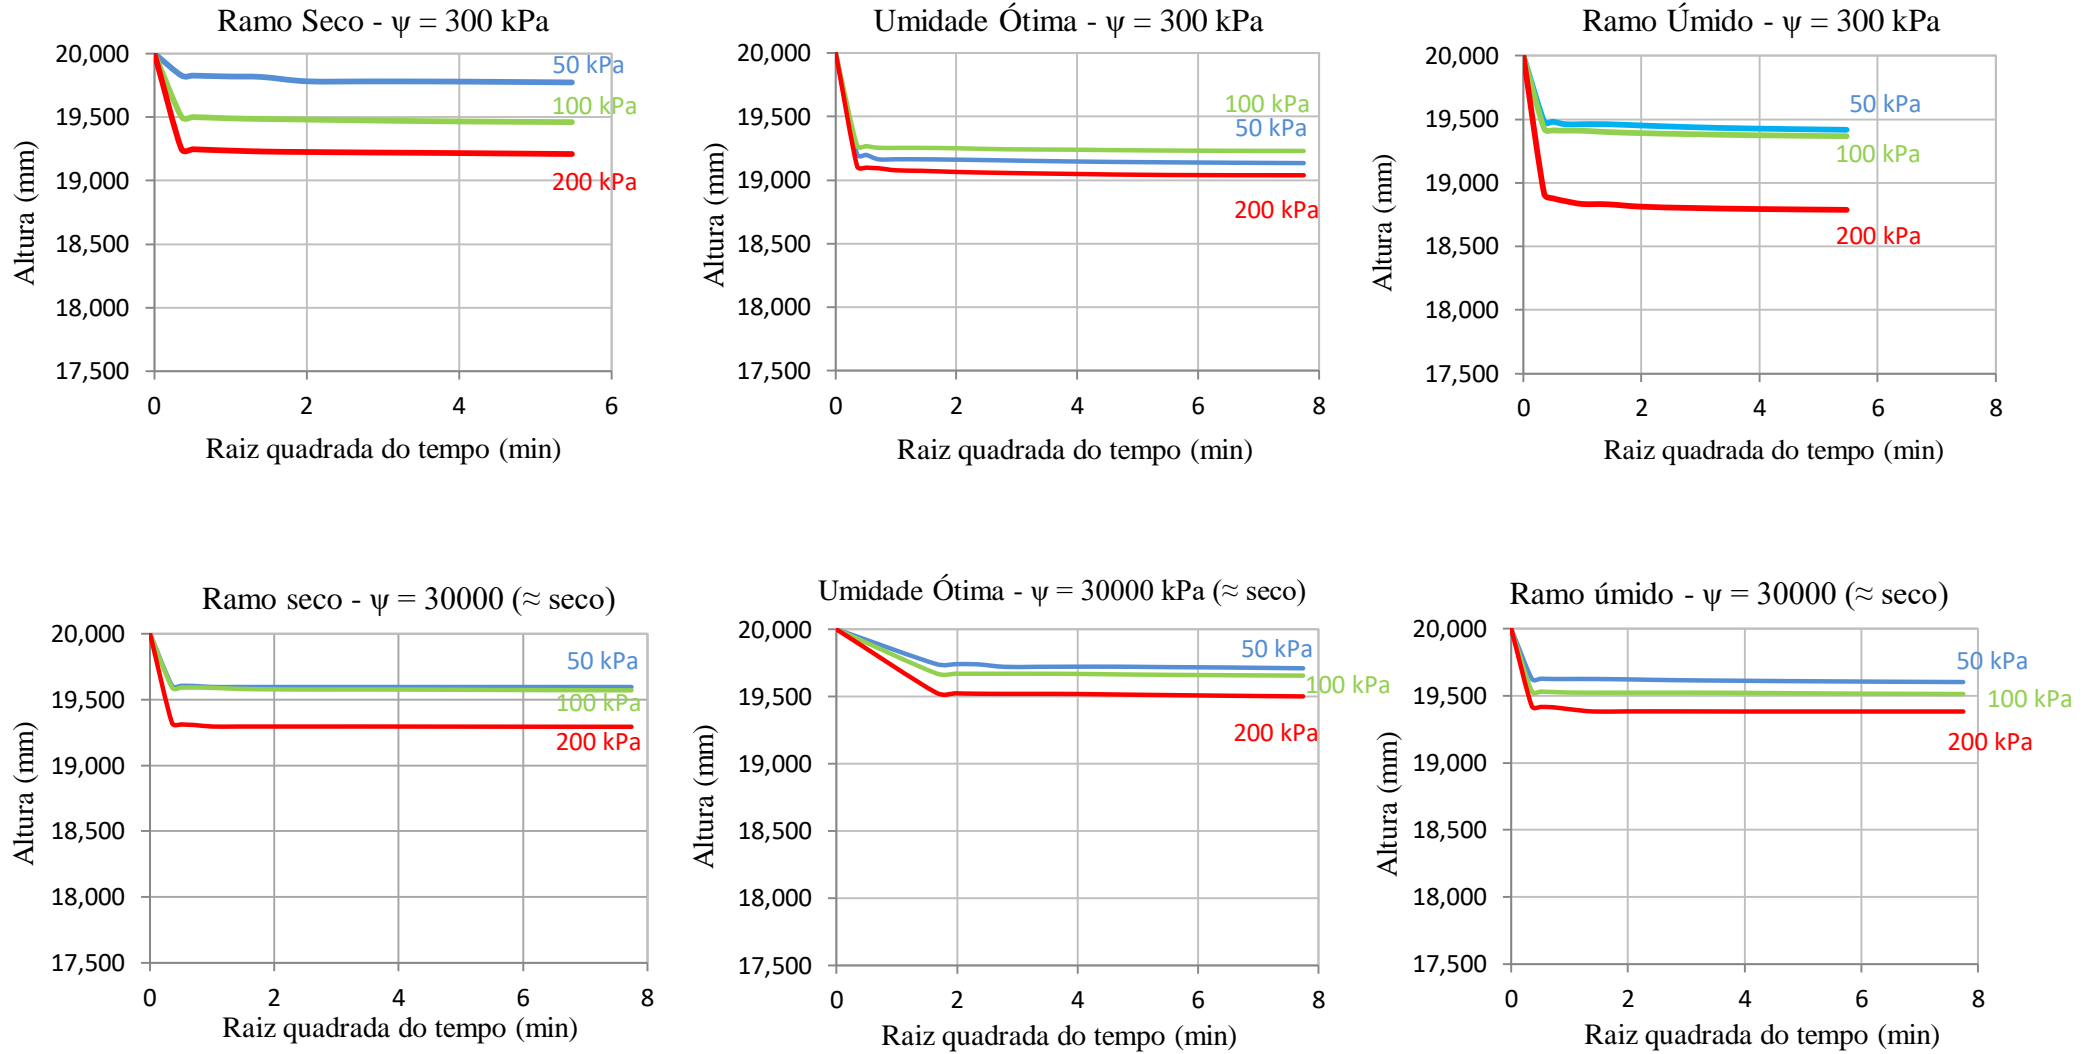 Ramo Seco - ψ = 300 kPa
20,000
19,500
19,000
18,500
18,000
17,500
0
2
4
6
50 kPa
100 kPa
200 kPa
Altura (mm)
Raiz quadrada do tempo (min)
Umidade Ótima - ψ = 300 kPa
20,000
19,500
19,000
18,500
18,000
17,500
0
2
4
6
8
100 kPa
50 kPa
200 kPa
Altura (mm)
Raiz quadrada do tempo (min)
Ramo Úmido - ψ = 300 kPa
20,000
19,500
19,000
18,500
18,000
17,500
0
2
4
6
8
50 kPa
100 kPa
200 kPa
Altura (mm)
Raiz quadrada do tempo (min)
Ramo seco - ψ = 30000 (≈ seco)
20,000
19,500
19,000
18,500
18,000
17,500
0
2
4
6
8
50 kPa
100 kPa
200 kPa
Altura (mm)
Raiz quadrada do tempo (min)
Umidade Ótima - ψ = 30000 kPa (≈ seco)
20,000
19,500
19,000
18,500
18,000
17,500
0
2
4
6
8
50 kPa
100 kPa
200 kPa
Altura (mm)
Raiz quadrada do tempo (min)
Ramo úmido - ψ = 30000 (≈ seco)
20,000
19,500
19,000
18,500
18,000
17,500
0
2
4
6
8
50 kPa
100 kPa
200 kPa
Altura (mm)
Raiz quadrada do tempo (min)